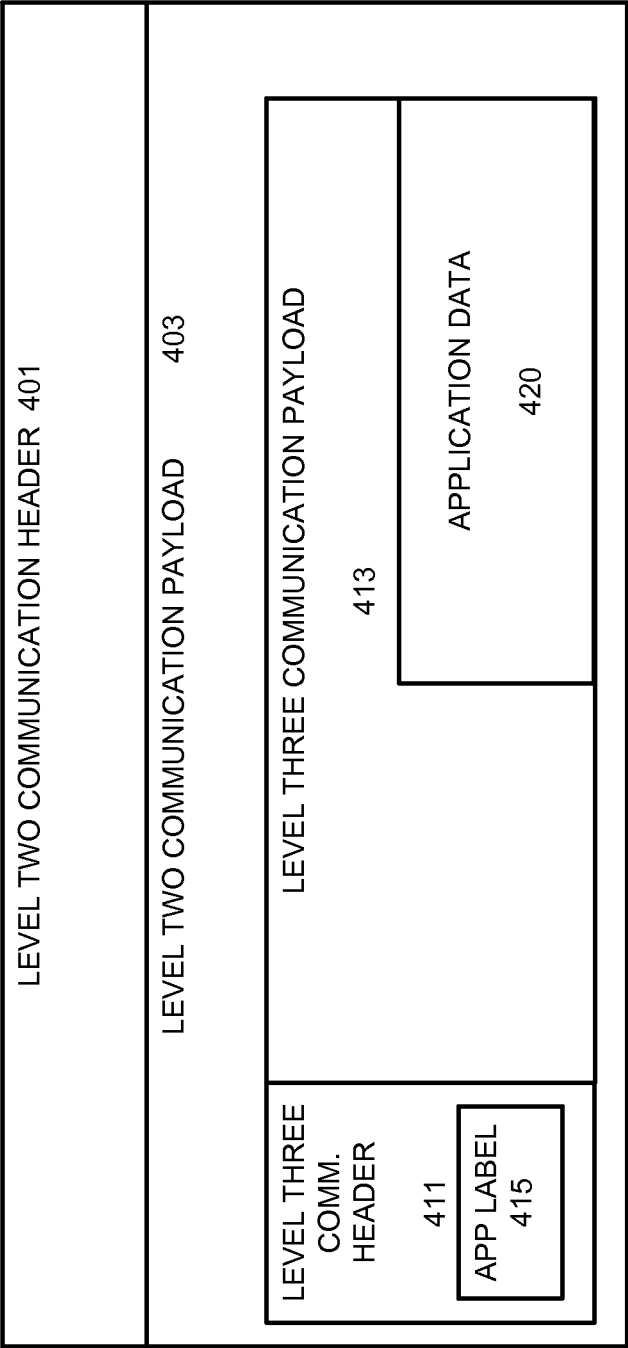 LEVEL TWO COMMUNICATION HEADER 401
LEVEL TWO COMMUNICATION PAYLOAD 403
LEVEL THREE
COMM.
HEADER
411
APP LABEL
415
LEVEL THREE COMMUNICATION PAYLOAD
413
APPLICATION DATA
420